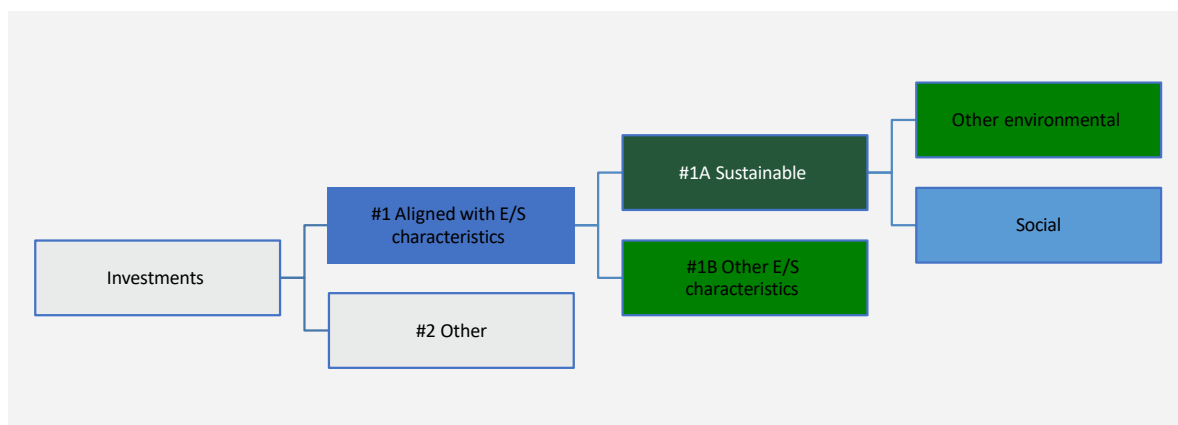 Investments
#1 Aligned with E/S
characteristics
#2 Other
#1A Sustainable
#1B Other E/S
characteristics
Other environmental
Social